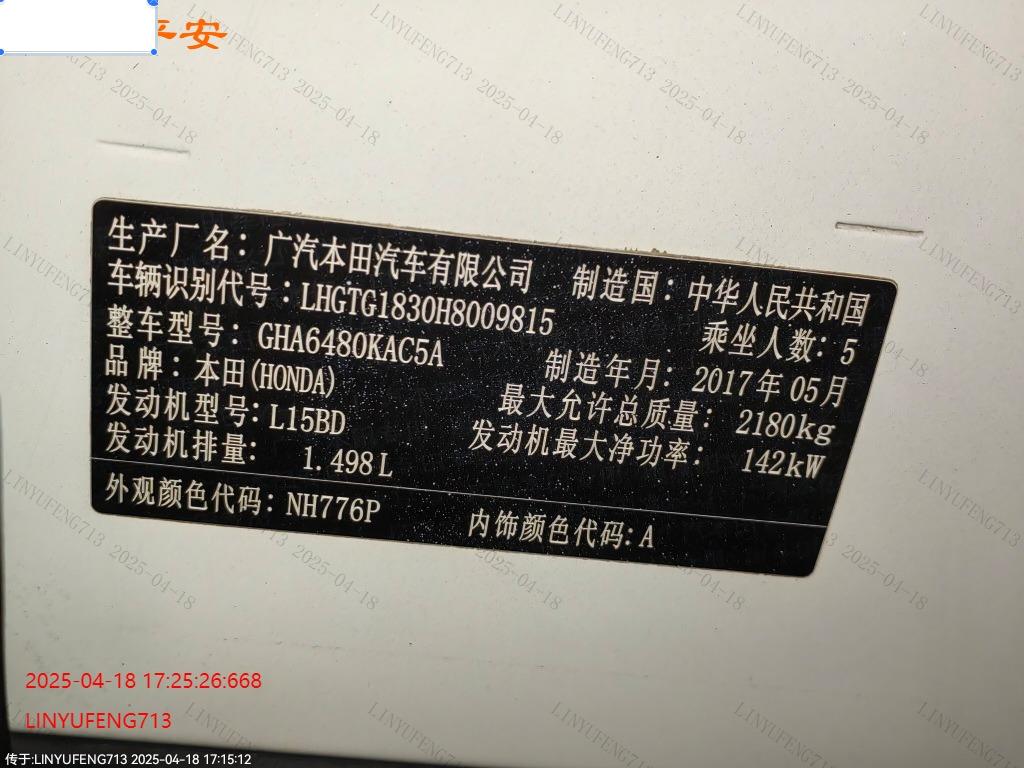 平安
生产厂名：广汽本田汽车有限公司 制造国：中华人民共和国
车辆识别代号：LHGTG1830H8009815 乘坐人数：5
整车型号：GHA6480KAC5A 制造年月：2017年05月
品牌：本田(HONDA) 最大允许总质量：2180kg
发动机型号：L15BD 发动机最大净功率：142kW
发动机排量：1.498L
外观颜色代码：NH776P 内饰颜色代码：A
2025-04-18 17:25:26:668
LINYUFENG713
传于:LINYUFENG713 2025-04-18 17:15:12
LINYUFENG713 2025-04-18